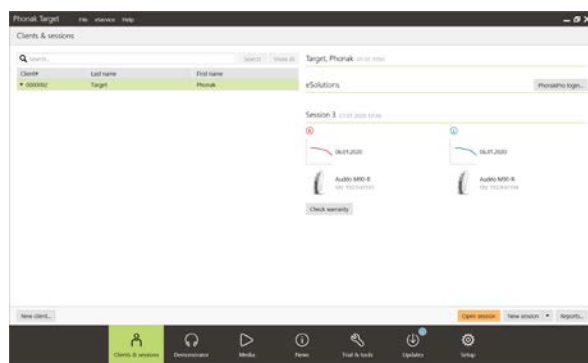 Phonak Target File eService Help
Clients & sessions
Search... Search Show all
Client# Last name First name
0000002 Target Phonak
Target, Phonak
eSolutions PhonakPro login...
Session 3
R L
06.01.2020 06.01.2020
Audéo M90-R Audéo M90-R
Check warranty
New client... Open session New session Reports...
Clients & sessions Demonstrator Media News Trial & tools Updates Setup